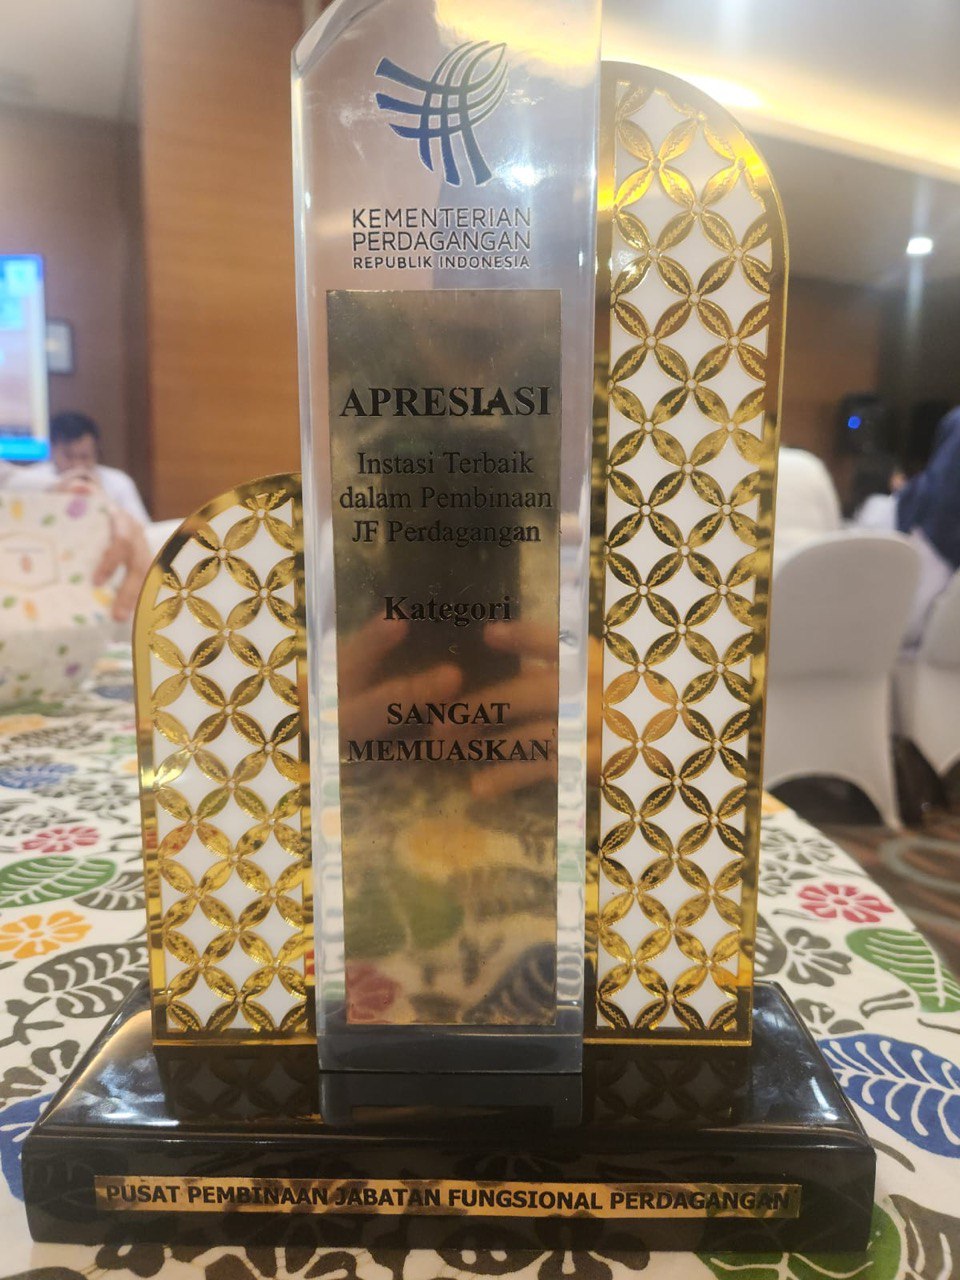 KEMENTERIAN
PERDAGANGAN
REPUBLIK INDONESIA
APRESIASI
Instasi Terbaik
dalam Pembinaan
JF Perdagangan
Kategori
SANGAT
MEMUASKAN
PUSAT PEMBINAAN JABATAN FUNGSIONAL PERDAGANGAN